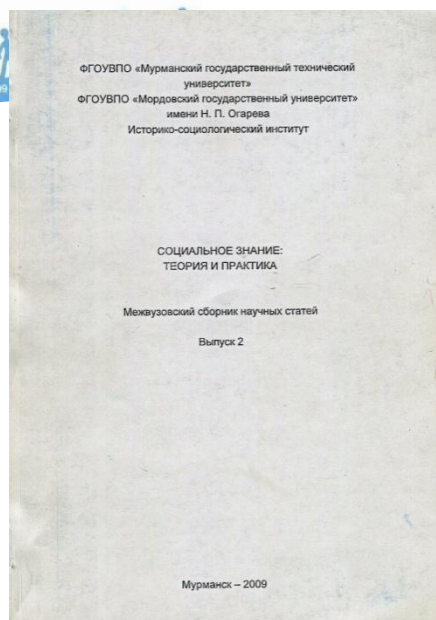 ФГОУВПО «Мурманский государственный технический
университет»
ФГОУВПО «Мордовский государственный университет»
имени Н. П. Огарева
Историко-социологический институт
СОЦИАЛЬНОЕ ЗНАНИЕ:
ТЕОРИЯ И ПРАКТИКА
Межвузовский сборник научных статей
Выпуск 2
Мурманск – 2009